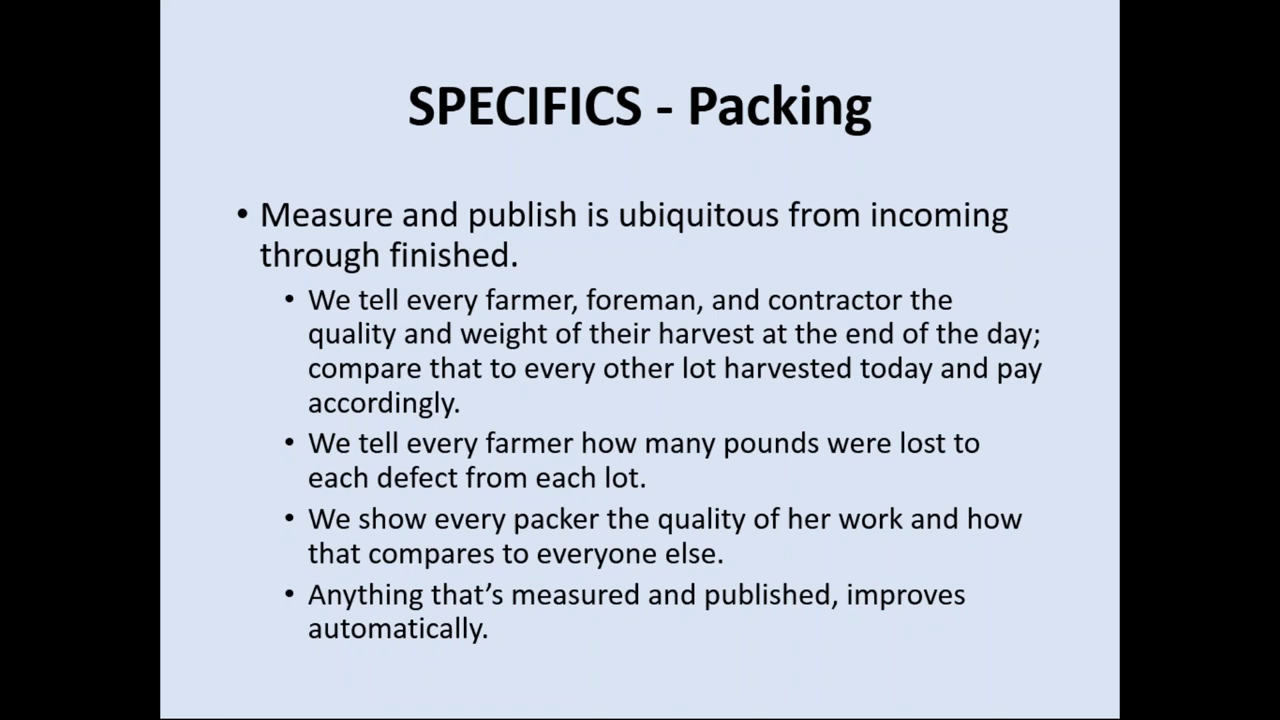 SPECIFICS - Packing
• Measure and publish is ubiquitous from incoming
through finished.
• We tell every farmer, foreman, and contractor the
quality and weight of their harvest at the end of the day;
compare that to every other lot harvested today and pay
accordingly.
• We tell every farmer how many pounds were lost to
each defect from each lot.
• We show every packer the quality of her work and how
that compares to everyone else.
• Anything that’s measured and published, improves
automatically.